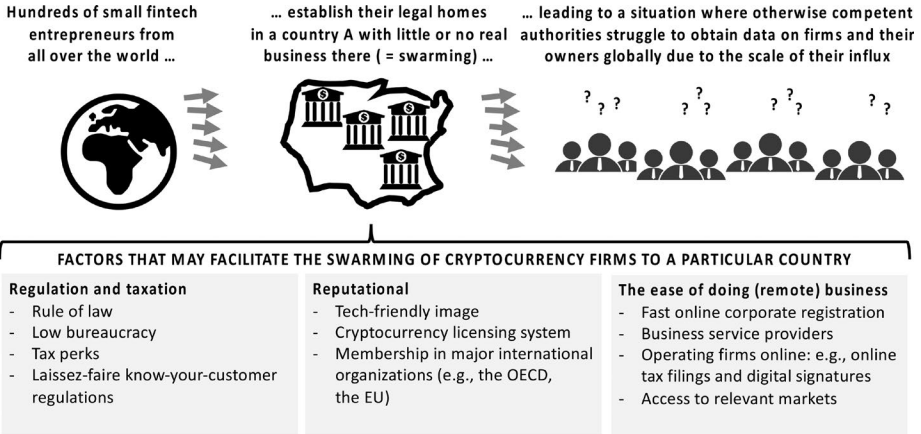 Hundreds of small fintech
entrepreneurs from
all over the world …
… establish their legal homes
in a country A with little or no real
business there ( = swarming) …
… leading to a situation where otherwise competent
authorities struggle to obtain data on firms and their
owners globally due to the scale of their influx
$
$
$
$
? ? ?
? ? ?
? ? ?
? ?
FACTORS THAT MAY FACILITATE THE SWARMING OF CRYPTOCURRENCY FIRMS TO A PARTICULAR COUNTRY
Regulation and taxation
- Rule of law
- Low bureaucracy
- Tax perks
- Laissez-faire know-your-customer
regulations
Reputational
- Tech-friendly image
- Cryptocurrency licensing system
- Membership in major international
organizations (e.g., the OECD,
the EU)
The ease of doing (remote) business
- Fast online corporate registration
- Business service providers
- Operating firms online: e.g., online
tax filings and digital signatures
- Access to relevant markets